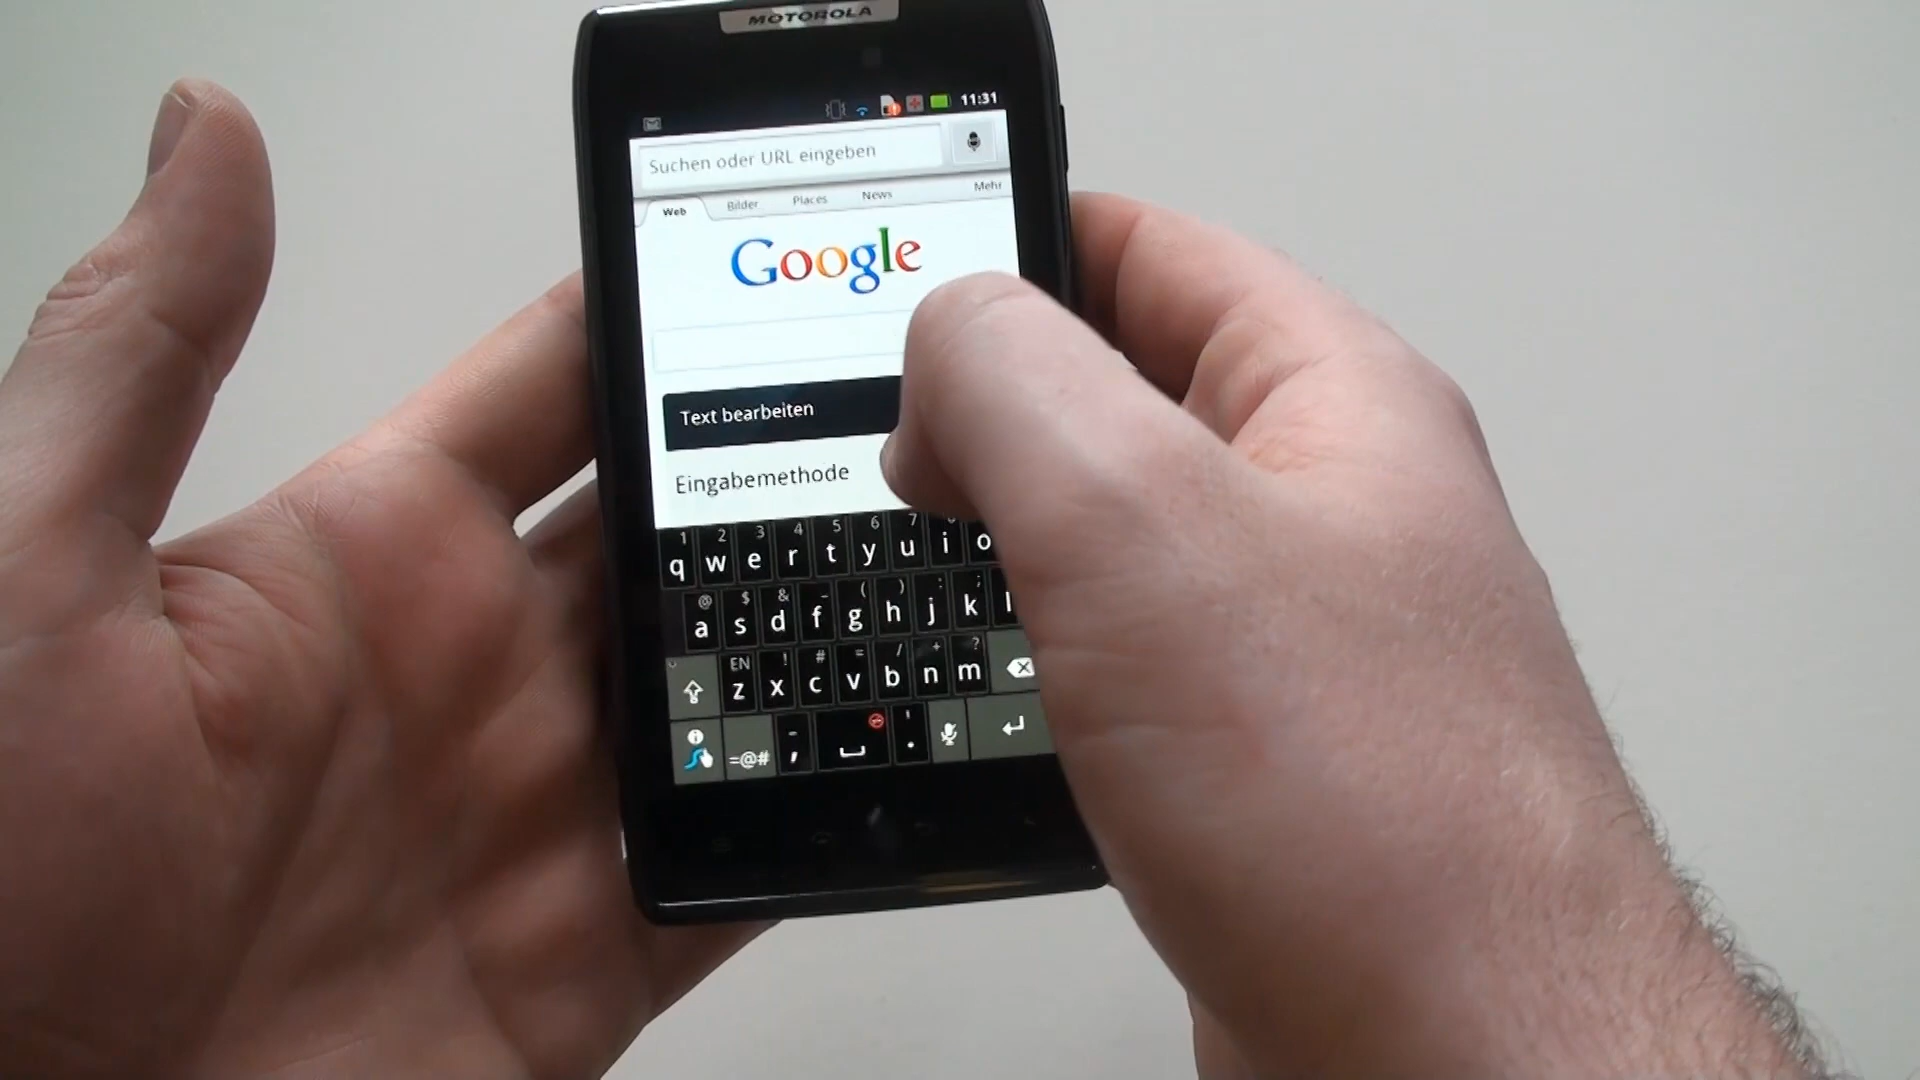 MOTOROLA
11:31
Suchen oder URL eingeben
Web Bilder Places News Mehr
Google
Text bearbeiten
Eingabemethode
1 2 3 4 5 6 7
q w e r t y u i o
@ $ & - ( ) : ;
a s d f g h j k l
EN ! # = / + ?
z x c v b n m
=@# , .